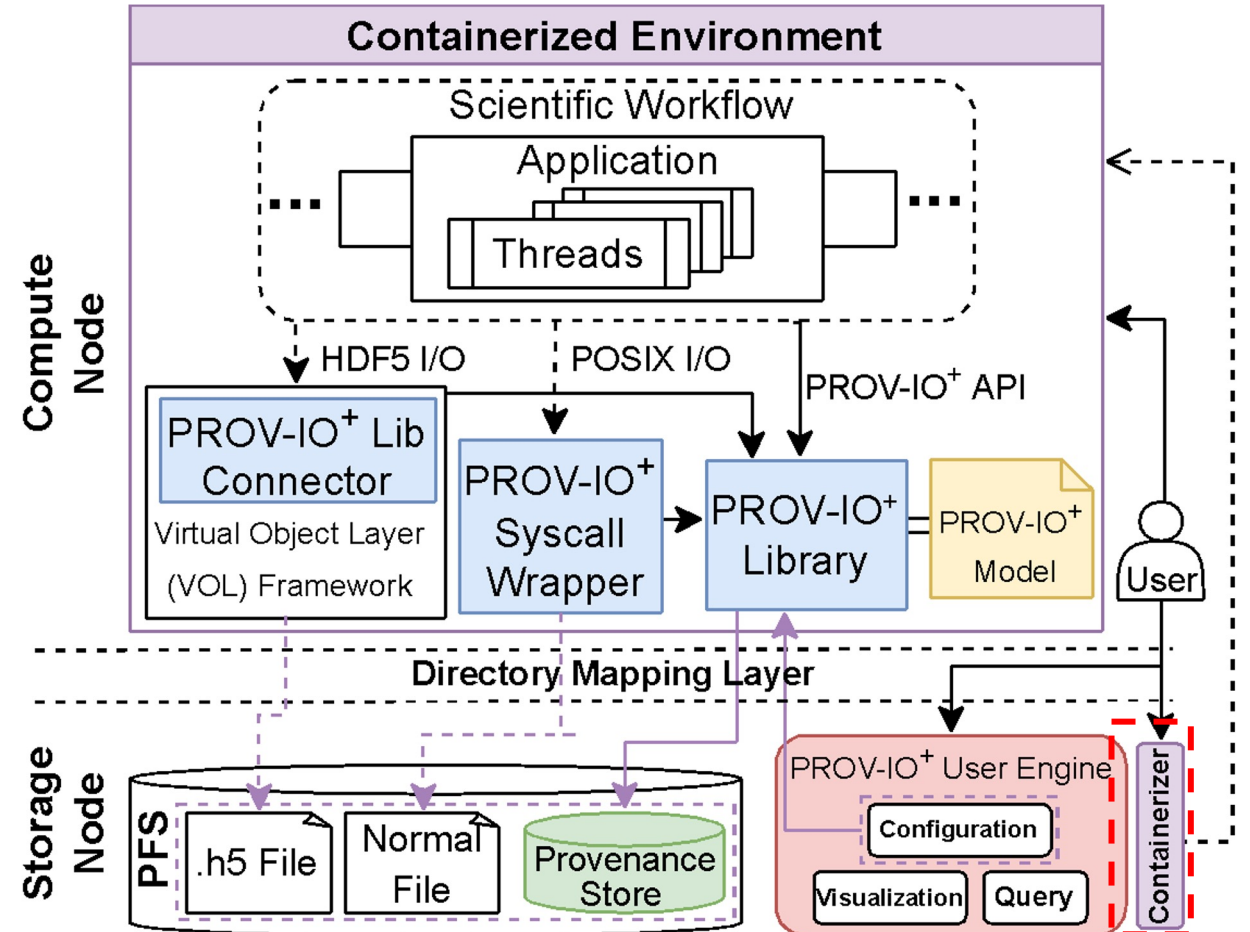 Containerized Environment
Scientific Workflow
Application
...
...
Threads
Compute
Node
HDF5 I/O
POSIX I/O
PROV-IO⁺ API
PROV-IO⁺ Lib
Connector
Virtual Object Layer
(VOL) Framework
PROV-IO⁺
Syscall
Wrapper
PROV-IO⁺
Library
PROV-IO⁺
Model
User
Directory Mapping Layer
Storage
Node
PFS
.h5 File
Normal
File
Provenance
Store
PROV-IO⁺ User Engine
Configuration
Visualization
Query
Containerizer